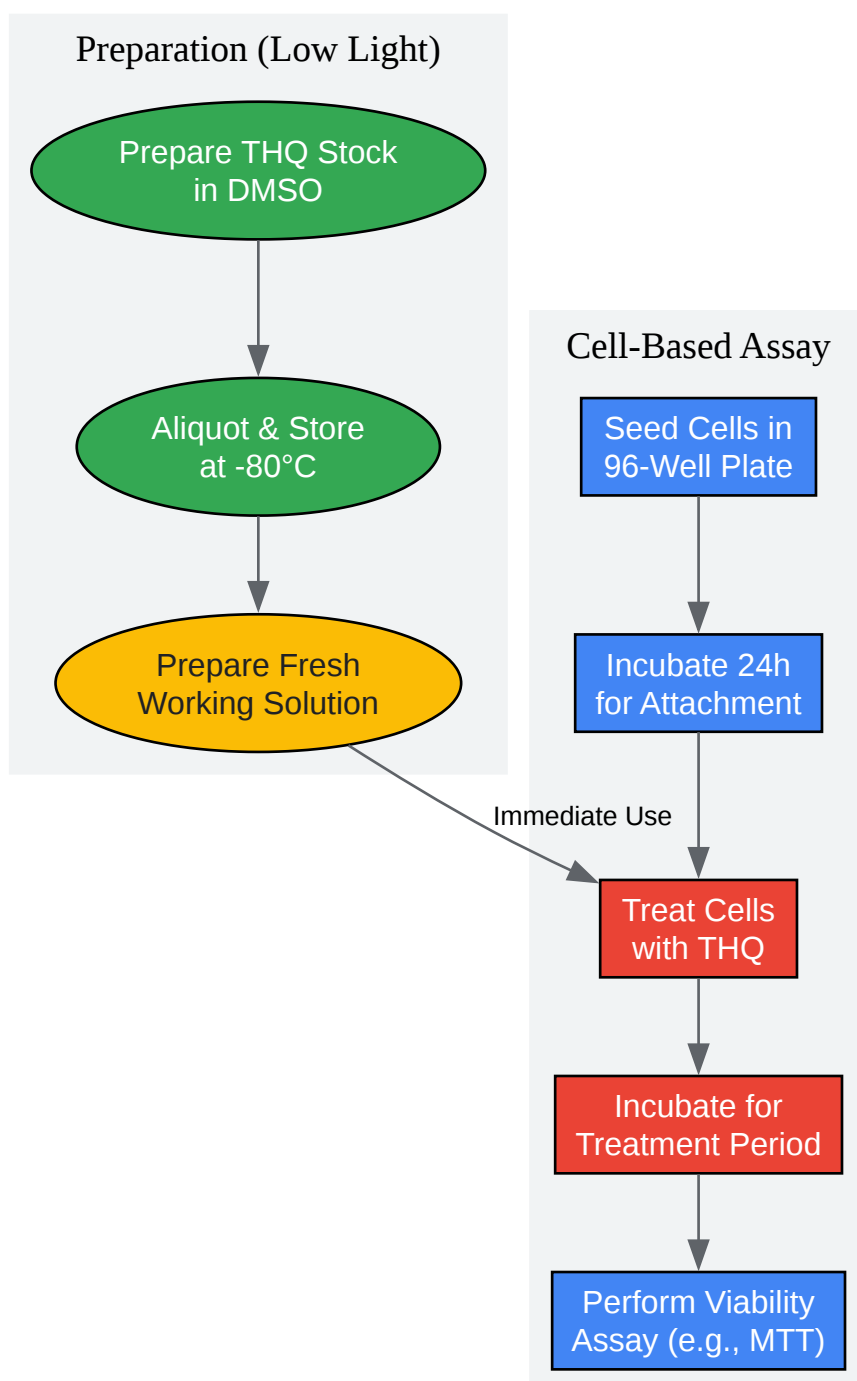 Preparation (Low Light)
Prepare THQ Stock
in DMSO
Aliquot & Store
at -80°C
Prepare Fresh
Working Solution
Immediate Use
Cell-Based Assay
Seed Cells in
96-Well Plate
Incubate 24h
for Attachment
Treat Cells
with THQ
Incubate for
Treatment Period
Perform Viability
Assay (e.g., MTT)